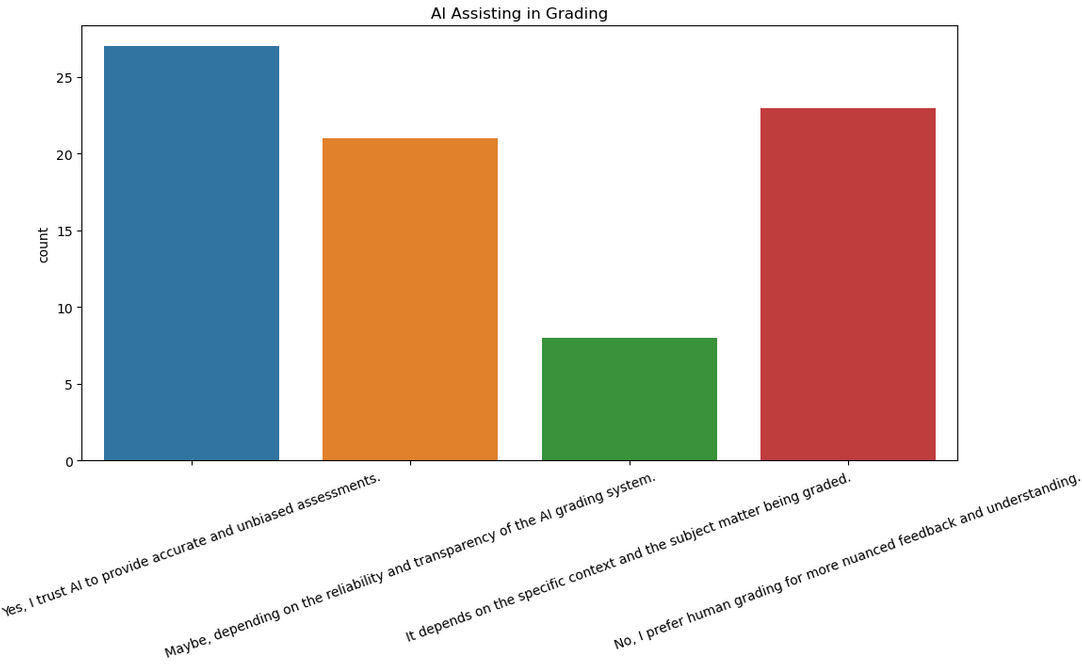 AI Assisting in Grading
count
25
20
15
10
5
0
Yes, I trust AI to provide accurate and unbiased assessments.
Maybe, depending on the reliability and transparency of the AI grading system.
It depends on the specific context and the subject matter being graded.
No, I prefer human grading for more nuanced feedback and understanding.